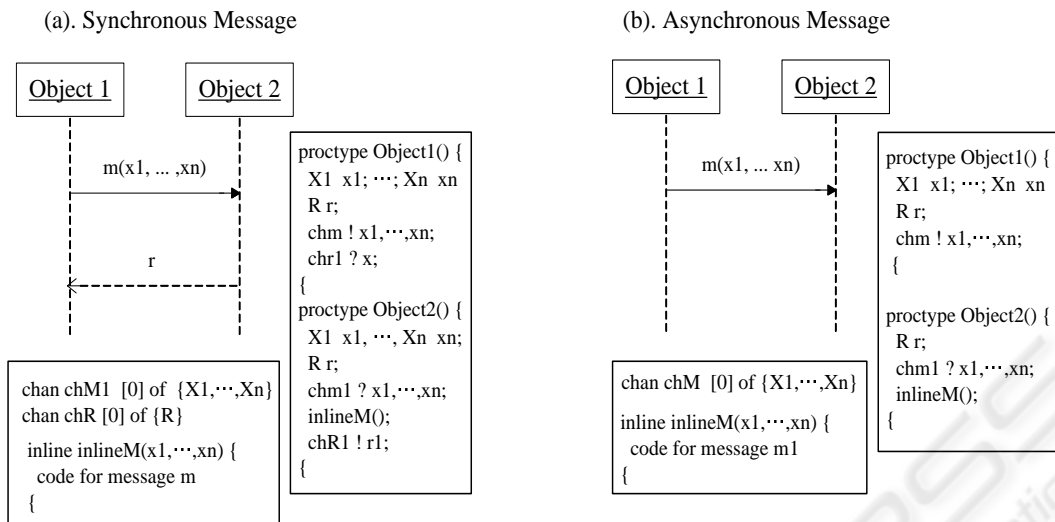 (a). Synchronous Message
Object 1
Object 2
m(x1, ... ,xn)
r
proctype Object1() {
X1 x1; ···; Xn xn
R r;
chm ! x1,···,xn;
chr1 ? x;
{
proctype Object2() {
X1 x1, ···, Xn xn;
R r;
chm1 ? x1,···,xn;
inlineM();
chR1 ! r1;
{
chan chM1 [0] of {X1,···,Xn}
chan chR [0] of {R}
inline inlineM(x1,···,xn) {
code for message m
{
(b). Asynchronous Message
Object 1
Object 2
m(x1, ... xn)
proctype Object1() {
X1 x1; ···; Xn xn
R r;
chm ! x1,···,xn;
{
proctype Object2() {
R r;
chm1 ? x1,···,xn;
inlineM();
{
chan chM [0] of {X1,···,Xn}
inline inlineM(x1,···,xn) {
code for message m1
{